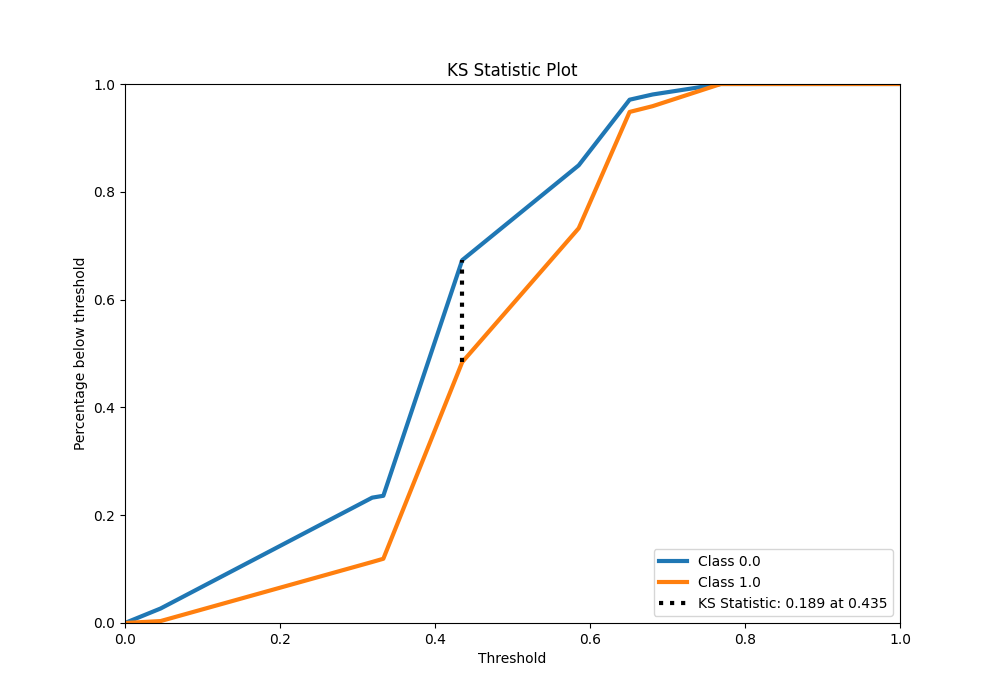 KS Statistic Plot
1.0
0.8
0.6
0.4
0.2
0.0
Percentage below threshold
0.0 0.2 0.4 0.6 0.8 1.0
Threshold
Class 0.0
Class 1.0
KS Statistic: 0.189 at 0.435